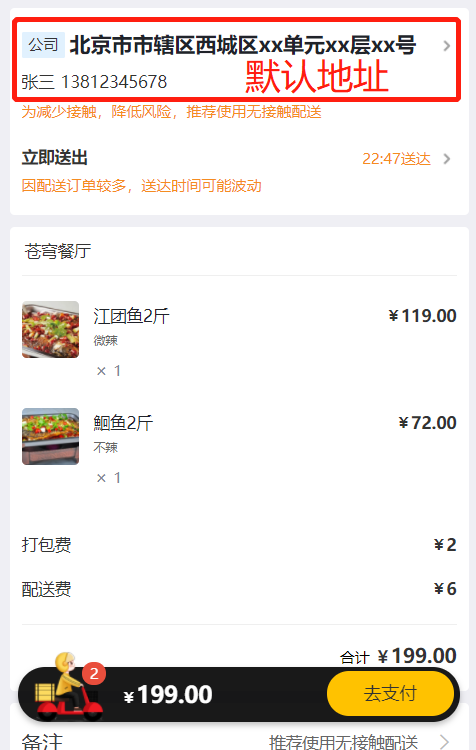 公司 北京市市辖区西城区xx单元xx层xx号
张三 13812345678
默认地址
为减少接触，降低风险，推荐使用无接触配送
立即送出 22:47送达
因配送订单较多，送达时间可能波动
苍穹餐厅
江团鱼2斤 ￥119.00
微辣
× 1
鮰鱼2斤 ￥72.00
不辣
× 1
打包费 ￥2
配送费 ￥6
合计 ￥199.00
2
￥199.00 去支付
备注 推荐使用无接触配送